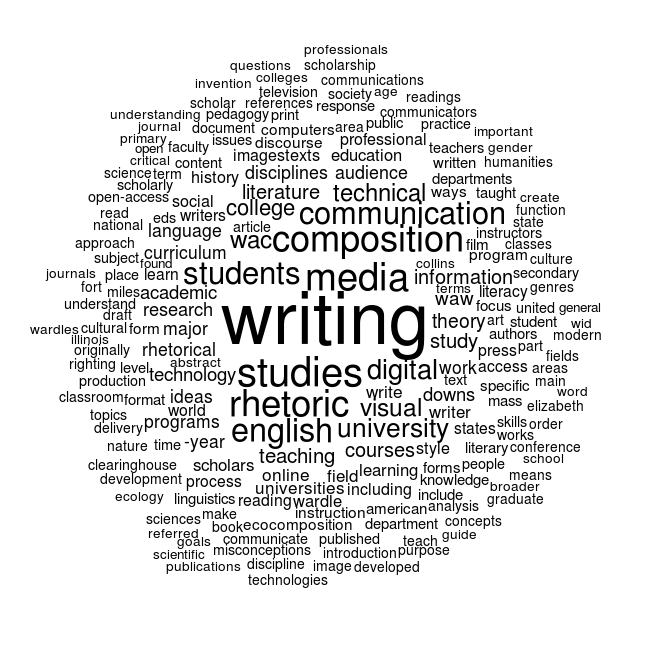 professionals
questions scholarship
invention colleges communications
television society age readings
scholar references response communicators
understanding pedagogy print
journal document computers area public practice important
primary issues discourse professional teachers gender
open faculty images texts education written humanities
critical content disciplines audience departments
science term history literature technical ways taught create
scholarly social college communication function
open-access eds writers article state
read language wac composition film instructors
national curriculum program classes
approach subject found students media collins information culture
journals place learn secondary
fort miles academic writing waw terms literacy genres
understand draft research theory focus united general
wardles cultural form major art student wid
illinois rhetorical study authors modern
originally abstract studies digital work press part fields
righting level technology access areas
production text specific main
classroom format ideas rhetoric visual write downs mass word
topics world writer elizabeth
delivery programs english university states skills order
nature time -year works
clearinghouse teaching courses style literary conference
development scholars online field learning forms people school
process universities including knowledge means
ecology linguistics reading wardle include broader
sciences make instruction american analysis graduate
referred book ecocomposition department concepts
goals communicate published teach guide
scientific misconceptions introduction purpose
publications discipline image developed
technologies